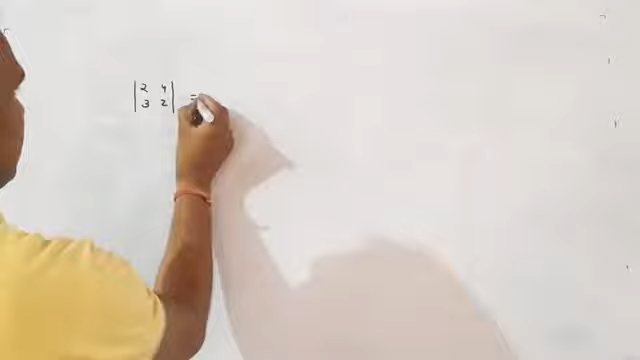 | 2 4 | =
| 3 2 |